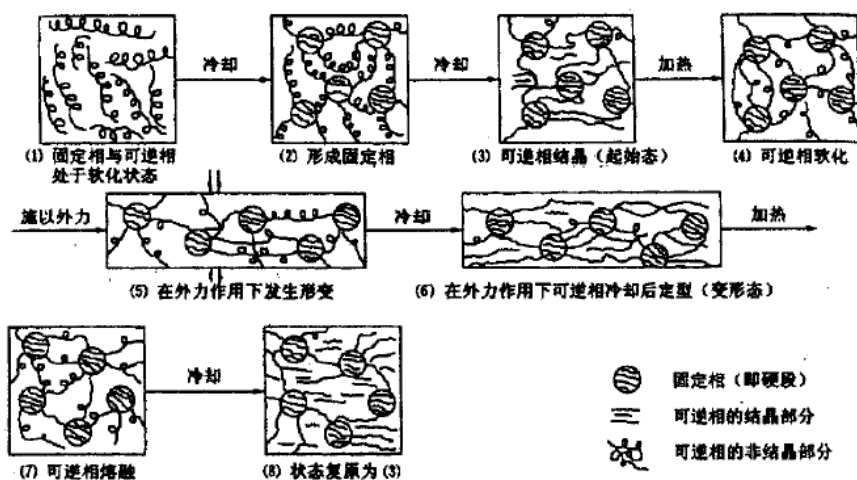 冷却
冷却
加热
(1) 固定相与可逆相
处于软化状态
(2) 形成固定相
(3) 可逆相结晶（起始态）
(4) 可逆相软化
施以外力
冷却
加热
(5) 在外力作用下发生形变
(6) 在外力作用下可逆相冷却后定型（变形态）
冷却
固定相（即硬段）
可逆相的结晶部分
可逆相的非结晶部分
(7) 可逆相熔融
(8) 状态复原为 (3)